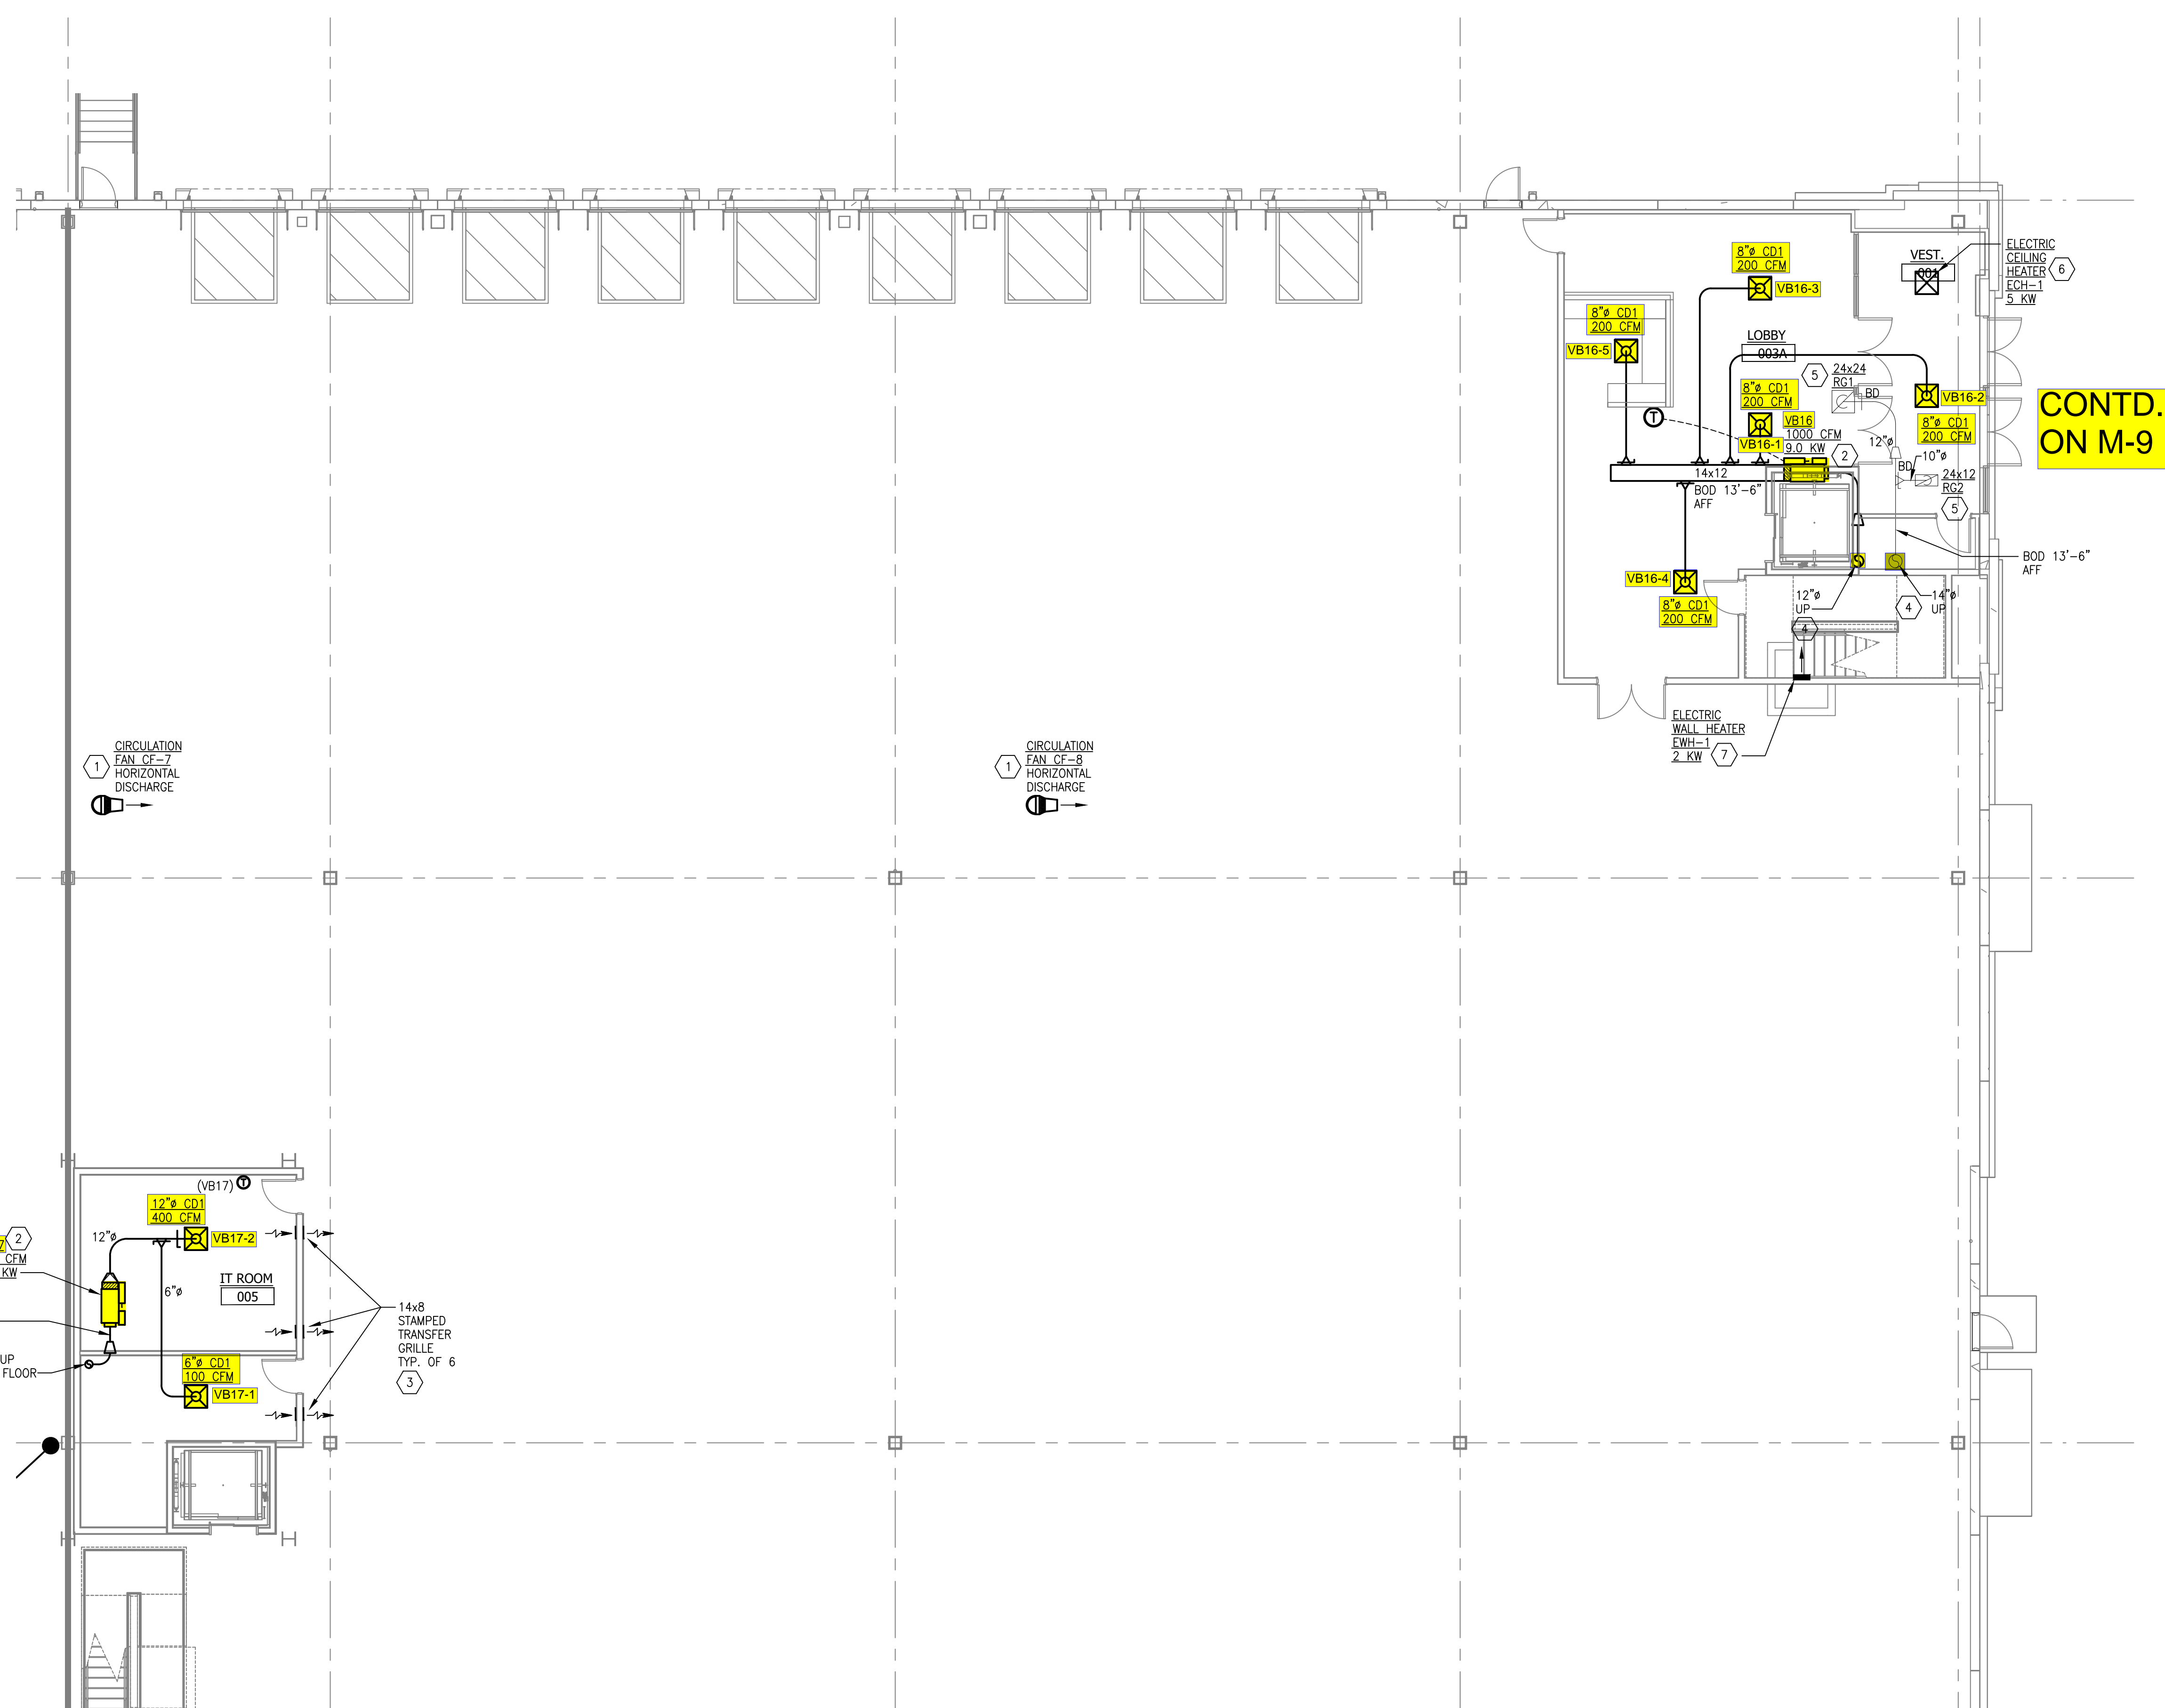 8"ø CD1
200 CFM
VB16-3
VEST.
001
ELECTRIC
CEILING
HEATER
ECH-1
5 KW
6
8"ø CD1
200 CFM
VB16-5
LOBBY
003A
5
24x24
RG1
BD
8"ø CD1
200 CFM
VB16-1
VB16
1000 CFM
9.0 KW
2
T
VB16-2
8"ø CD1
200 CFM
CONTD.
ON M-9
12"ø
10"ø
BD
24x12
RG2
5
14x12
BOD 13'-6"
AFF
BOD 13'-6"
AFF
VB16-4
8"ø CD1
200 CFM
12"ø
UP
4
14"ø
UP
4
ELECTRIC
WALL HEATER
EWH-1
2 KW
7
1
CIRCULATION
FAN CF-7
HORIZONTAL
DISCHARGE
1
CIRCULATION
FAN CF-8
HORIZONTAL
DISCHARGE
(VB17)
T
12"ø CD1
400 CFM
VB17-2
12"ø
7
2
CFM
KW
6"ø
IT ROOM
005
14x8
STAMPED
TRANSFER
GRILLE
TYP. OF 6
3
UP
FLOOR
6"ø CD1
100 CFM
VB17-1